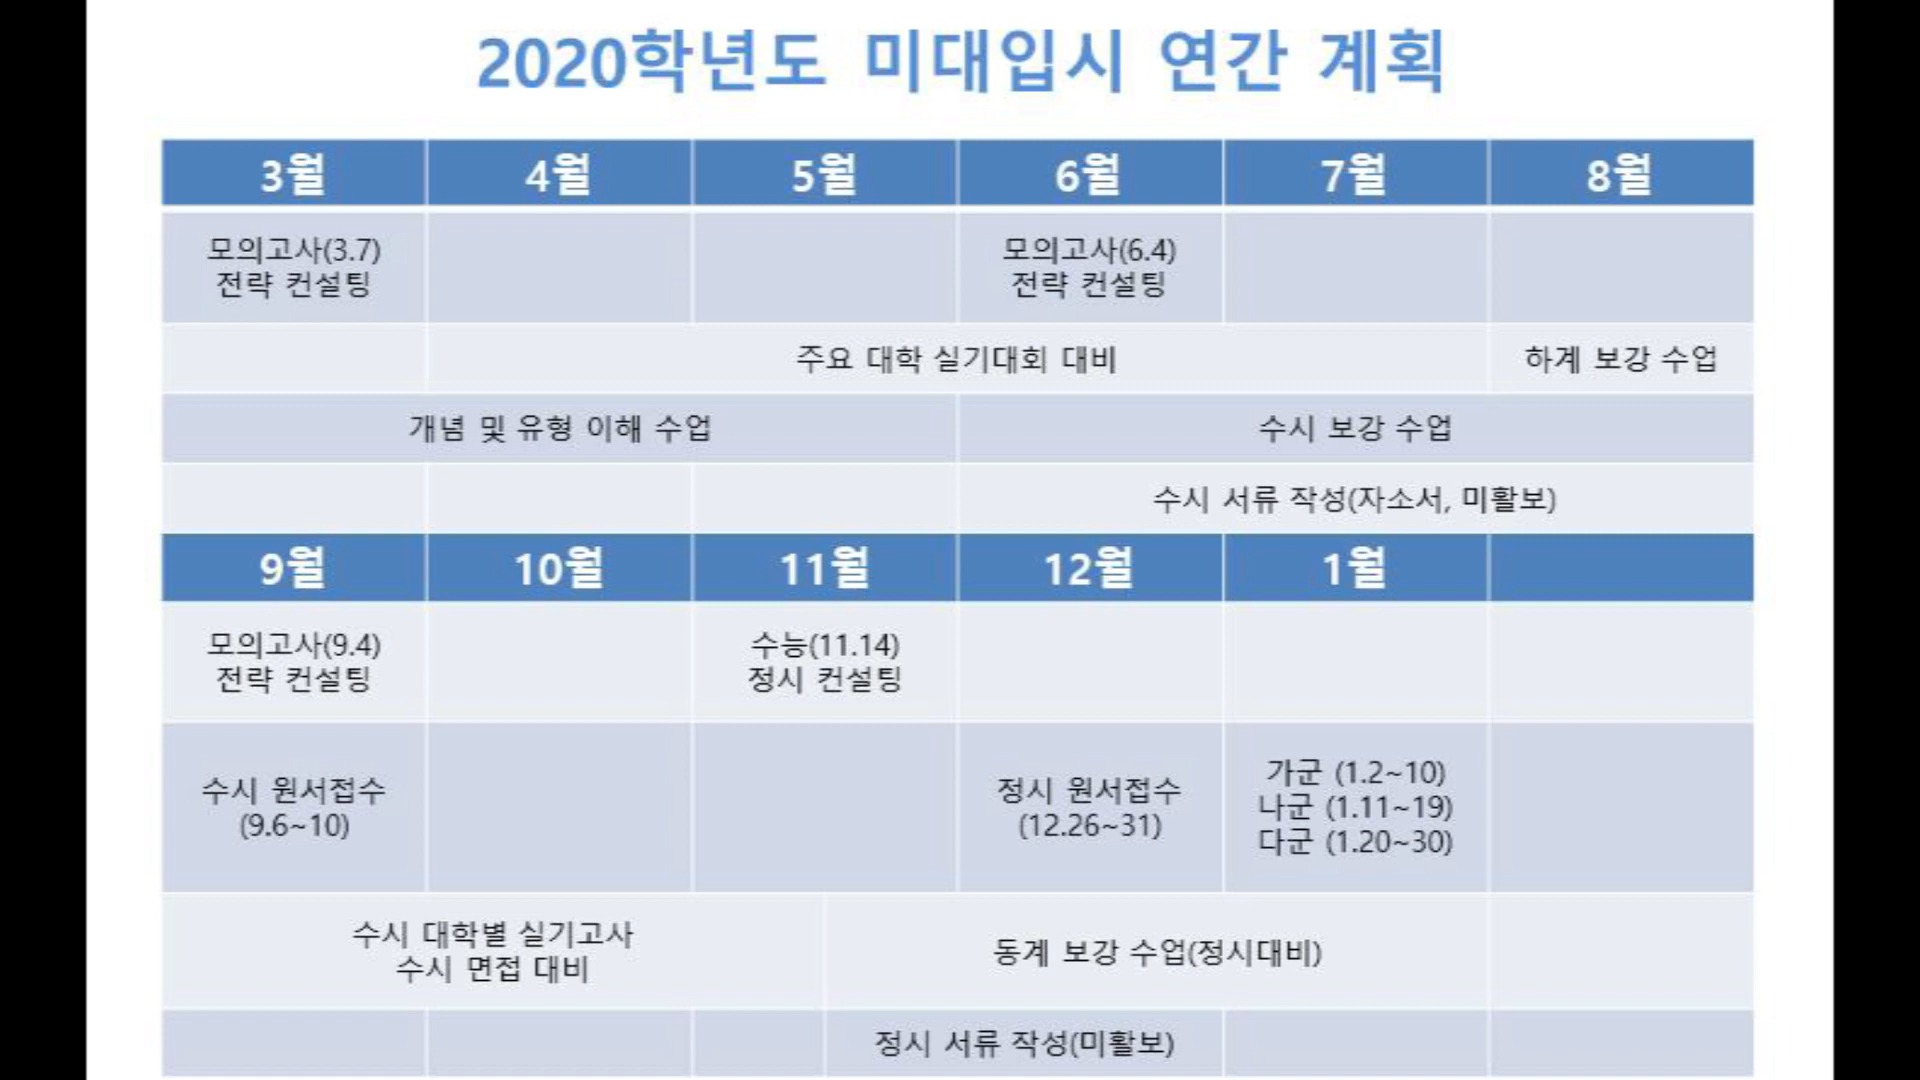 2020학년도 미대입시 연간 계획
3월 4월 5월 6월 7월 8월
모의고사(3.7)
전략 컨설팅
모의고사(6.4)
전략 컨설팅
주요 대학 실기대회 대비
하계 보강 수업
개념 및 유형 이해 수업
수시 보강 수업
수시 서류 작성(자소서, 미활보)
9월 10월 11월 12월 1월
모의고사(9.4)
전략 컨설팅
수능(11.14)
정시 컨설팅
수시 원서접수
(9.6~10)
정시 원서접수
(12.26~31)
가군 (1.2~10)
나군 (1.11~19)
다군 (1.20~30)
수시 대학별 실기고사
수시 면접 대비
동계 보강 수업(정시대비)
정시 서류 작성(미활보)